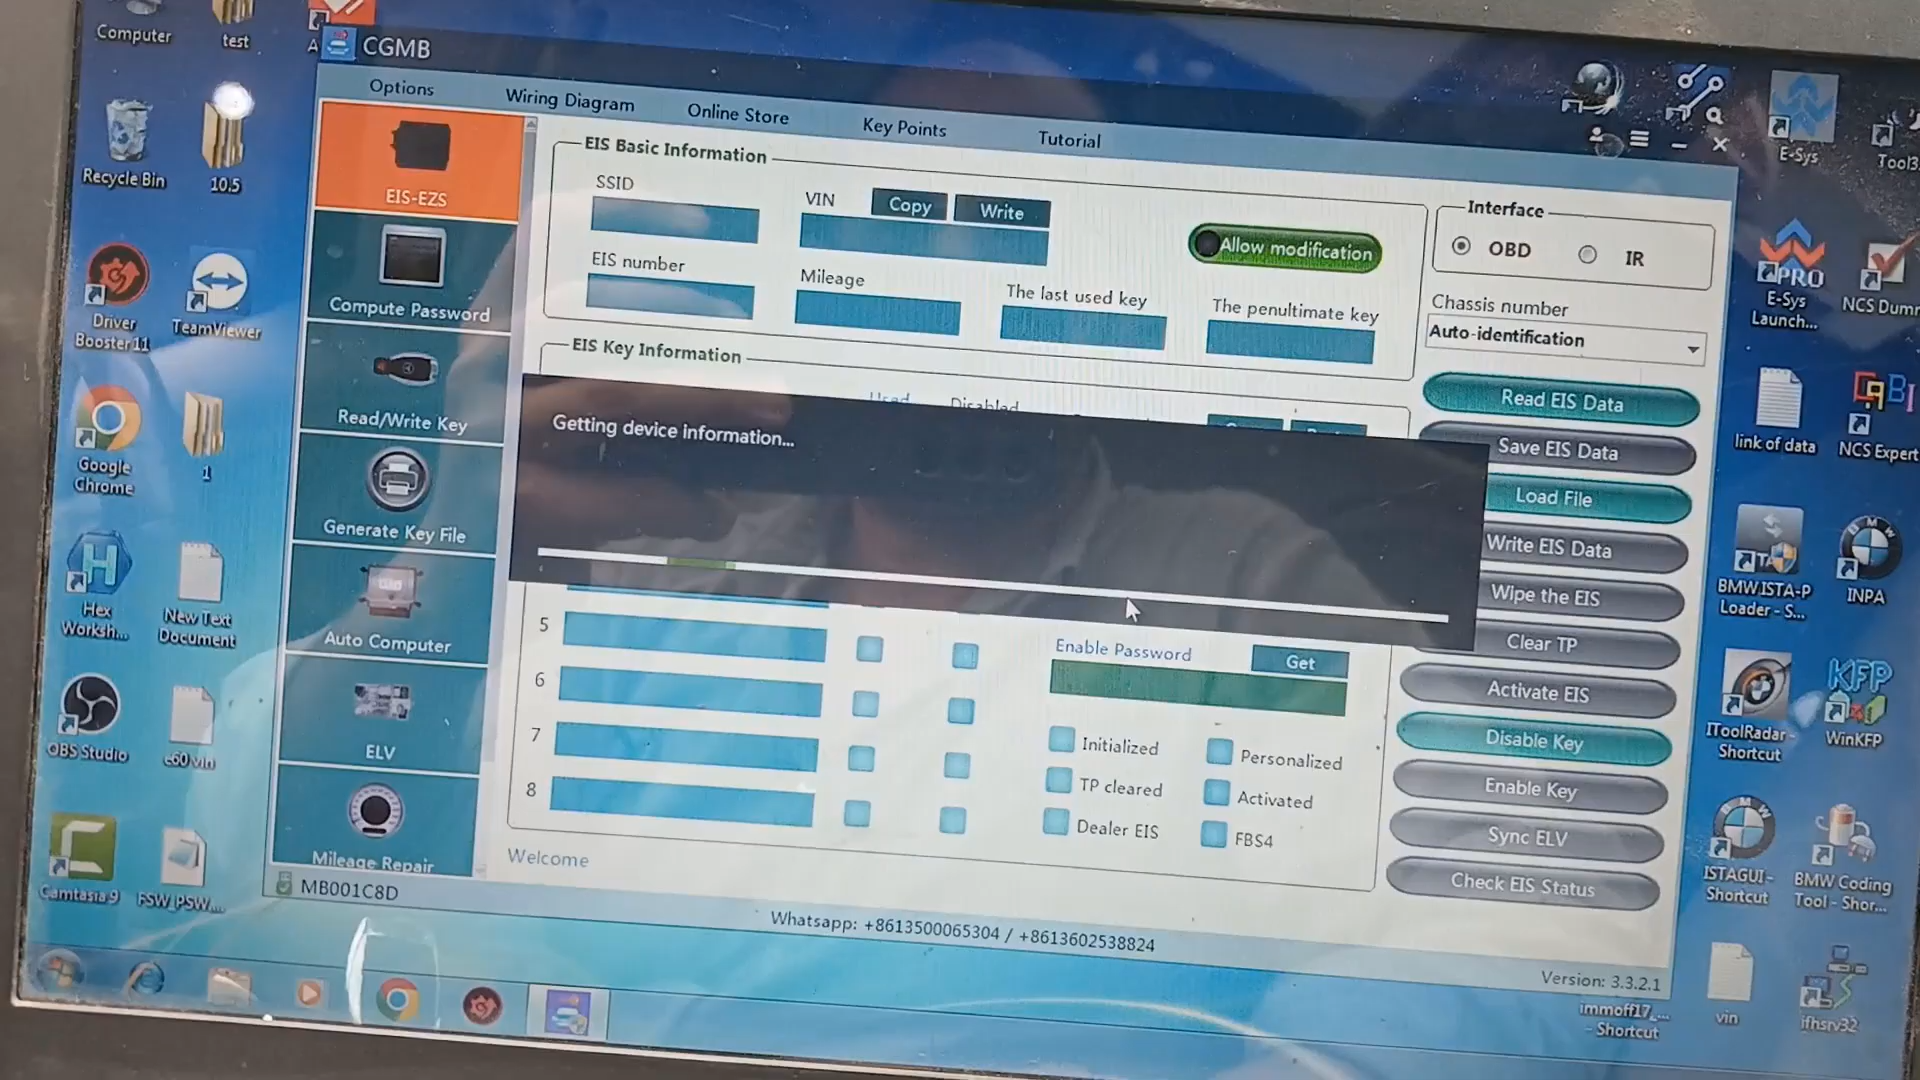 Computer
test
CGMB
Options
Wiring Diagram
Online Store
Key Points
Tutorial
Recycle Bin
10.5
Driver
Booster 11
TeamViewer
Google
Chrome
1
Hex
Worksh...
New Text
Document
OBS Studio
e60 vin
Camtasia 9
FSW_PSW....
EIS-EZS
Compute Password
Read/Write Key
Generate Key File
Auto Computer
ELV
Mileage Repair
EIS Basic Information
SSID
VIN
Copy
Write
Allow modification
EIS number
Mileage
The last used key
The penultimate key
EIS Key Information
Used
Disabled
Getting device information...
5
6
7
8
Enable Password
Get
Initialized
Personalized
TP cleared
Activated
Dealer EIS
FBS4
Welcome
MB001C8D
Whatsapp: +8613500065304 / +8613602538824
Version: 3.3.2.1
Interface
OBD
IR
Chassis number
Auto-identification
Read EIS Data
Save EIS Data
Load File
Write EIS Data
Wipe the EIS
Clear TP
Activate EIS
Disable Key
Enable Key
Sync ELV
Check EIS Status
E-Sys
PRO
E-Sys
Launch...
link of data
NCS Expert
BMW ISTA-P
Loader - S...
INPA
KFP
IToolRadar -
Shortcut
WinKFP
ISTAGUI -
Shortcut
BMW Coding
Tool - Shor...
immoff17_...
- Shortcut
vin
ifhsrv32